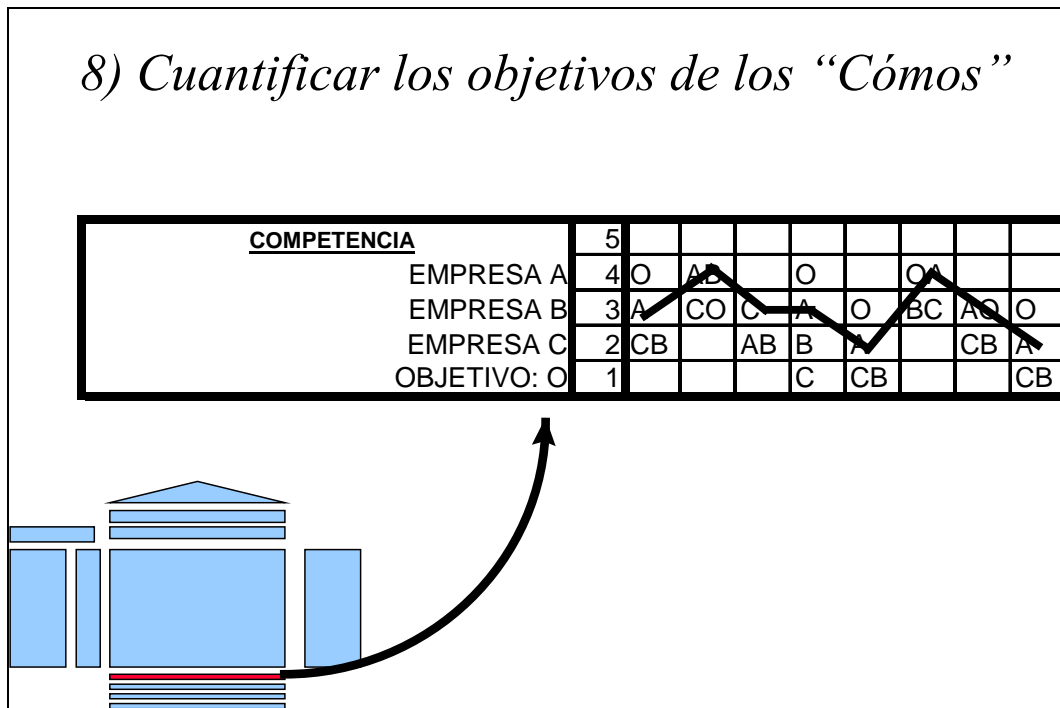 8) Cuantificar los objetivos de los “Cómos”
COMPETENCIA 5
EMPRESA A 4 O AB O OA
EMPRESA B 3 A CO C A O BC AO O
EMPRESA C 2 CB AB B A CB A
OBJETIVO: O 1 C CB CB